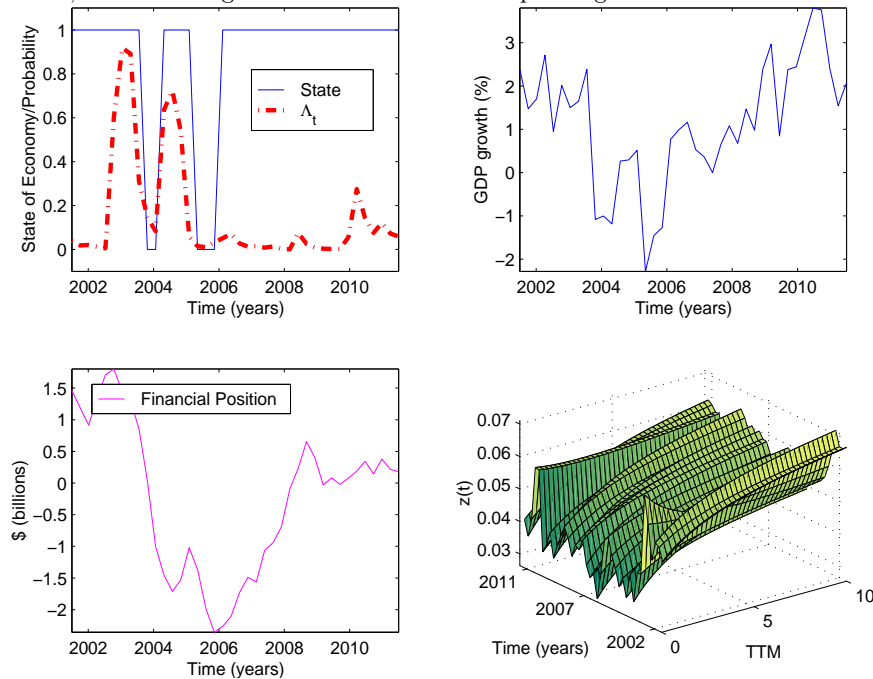 State of Economy/Probability
1
0.8
0.6
0.4
0.2
0
State
Λt
2002 2004 2006 2008 2010
Time (years)
GDP growth (%)
3
2
1
0
−1
−2
2002 2004 2006 2008 2010
Time (years)
$ (billions)
1.5
1
0.5
0
−0.5
−1
−1.5
−2
Financial Position
2002 2004 2006 2008 2010
Time (years)
z(t)
0.07
0.06
0.05
0.04
0.03
2011
2007
2002
Time (years)
0
5
10
TTM